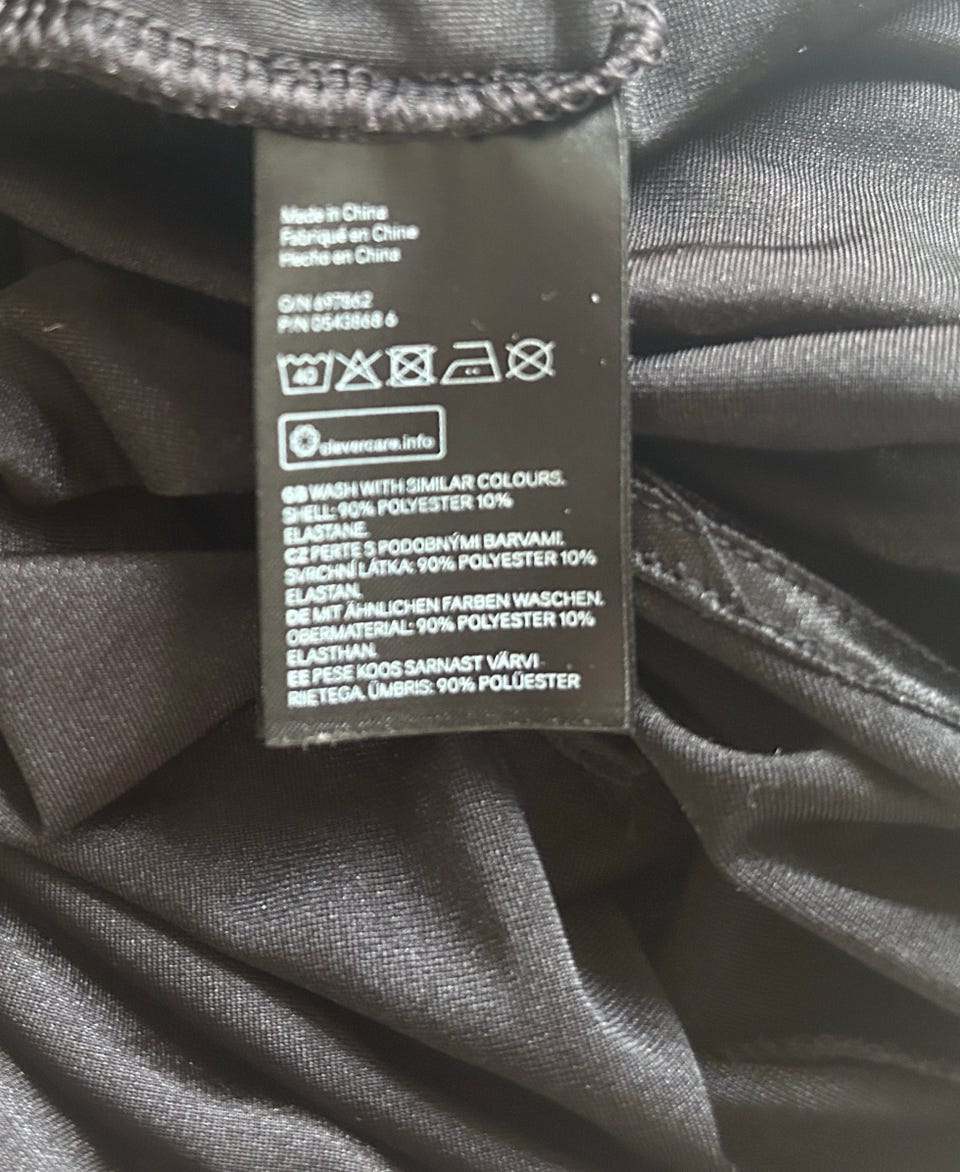 Made in China
Fabriqué en Chine
Hecho en China
O/N 697862
P/N 0543868 6
40
clevercare.info
GB WASH WITH SIMILAR COLOURS.
SHELL: 90% POLYESTER 10%
ELASTANE.
CZ PERTE S PODOBNÝMI BARVAMI.
SVRCHNÍ LÁTKA: 90% POLYESTER 10%
ELASTAN.
DE MIT ÄHNLICHEN FARBEN WASCHEN.
OBERMATERIAL: 90% POLYESTER 10%
ELASTHAN.
EE PESE KOOS SARNAST VÄRVI
RIIETEGA. ÜMBRIS: 90% POLÜESTER